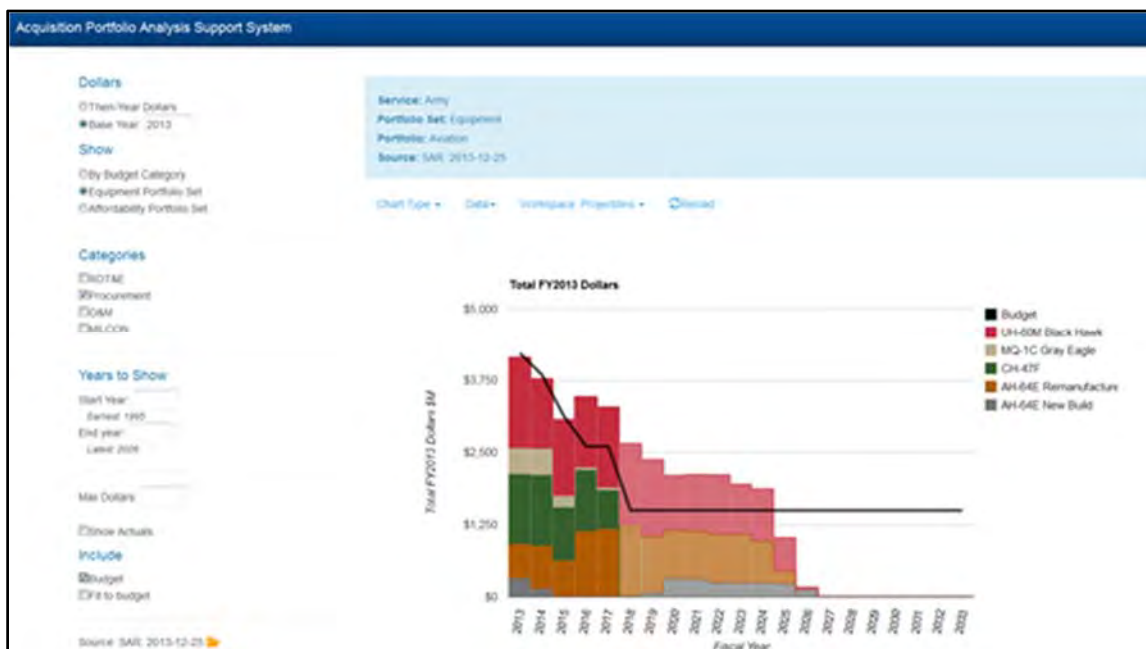 Acquisition Portfolio Analysis Support System
Dollars
Then-Year Dollars
Base Year: 2013
Show
By Budget Category
Equipment Portfolio Set
Affordability Portfolio Set
Categories
RDT&E
Procurement
O&M
MILCON
Years to Show
Start Year:
Earliest: 1995
End year:
Max Dollars
Show Actuals
Include
Budget
Fit to budget
Source: SAR: 2013-12-25
Service: Army
Portfolio Set: Equipment
Portfolio: Aviation
Source: SAR: 2013-12-25
Chart Type Data Workspace Properties Reload
Total FY2013 Dollars
Total FY2013 Dollars $M
$5,000
$3,750
$2,500
$1,250
$0
2013 2014 2015 2016 2017 2018 2019 2020 2021 2022 2023 2024 2025 2026 2027 2028 2029 2030 2031 2032 2033
Fiscal Year
Budget
UH-60M Black Hawk
MQ-1C Gray Eagle
CH-47F
AH-64E Remanufacture
AH-64E New Build